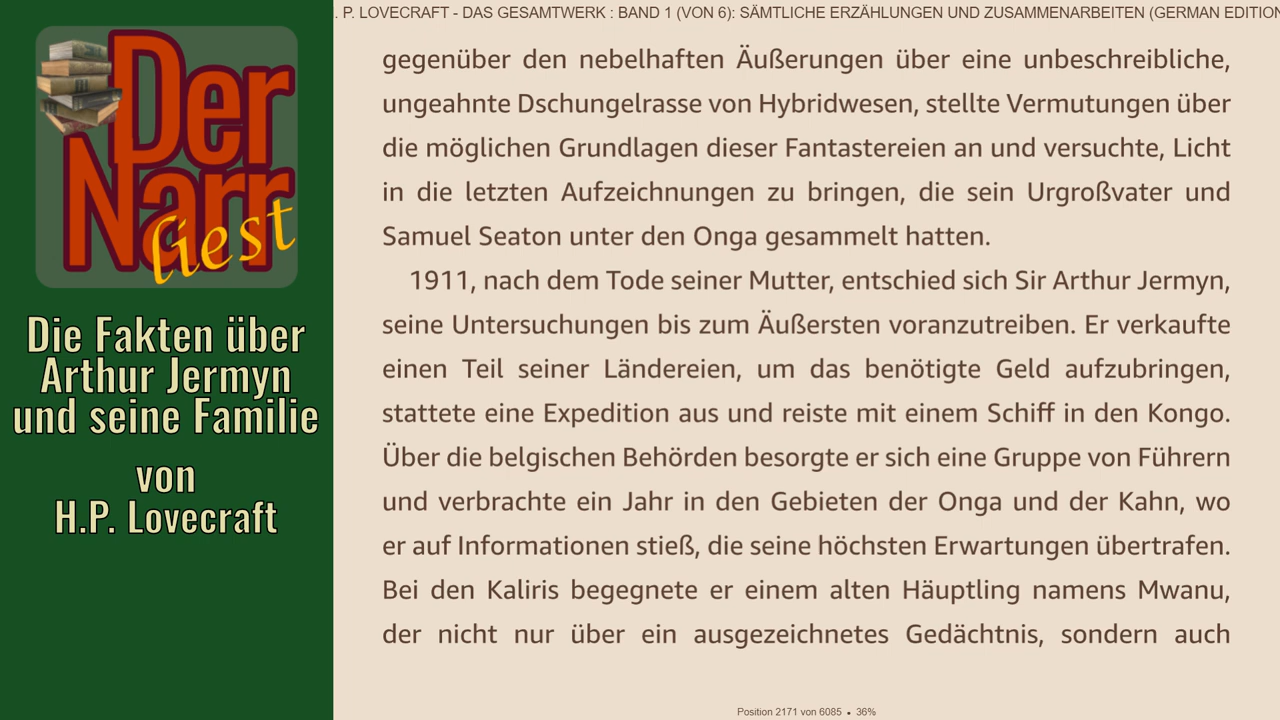 Der
Narr
liest
Die Fakten über
Arthur Jermyn
und seine Familie
von
H.P. Lovecraft
. P. LOVECRAFT - DAS GESAMTWERK : BAND 1 (VON 6): SÄMTLICHE ERZÄHLUNGEN UND ZUSAMMENARBEITEN (GERMAN EDITION
gegenüber den nebelhaften Äußerungen über eine unbeschreibliche,
ungeahnte Dschungelrasse von Hybridwesen, stellte Vermutungen über
die möglichen Grundlagen dieser Fantastereien an und versuchte, Licht
in die letzten Aufzeichnungen zu bringen, die sein Urgroßvater und
Samuel Seaton unter den Onga gesammelt hatten.
1911, nach dem Tode seiner Mutter, entschied sich Sir Arthur Jermyn,
seine Untersuchungen bis zum Äußersten voranzutreiben. Er verkaufte
einen Teil seiner Ländereien, um das benötigte Geld aufzubringen,
stattete eine Expedition aus und reiste mit einem Schiff in den Kongo.
Über die belgischen Behörden besorgte er sich eine Gruppe von Führern
und verbrachte ein Jahr in den Gebieten der Onga und der Kahn, wo
er auf Informationen stieß, die seine höchsten Erwartungen übertrafen.
Bei den Kaliris begegnete er einem alten Häuptling namens Mwanu,
der nicht nur über ein ausgezeichnetes Gedächtnis, sondern auch
Position 2171 von 6085 • 36%